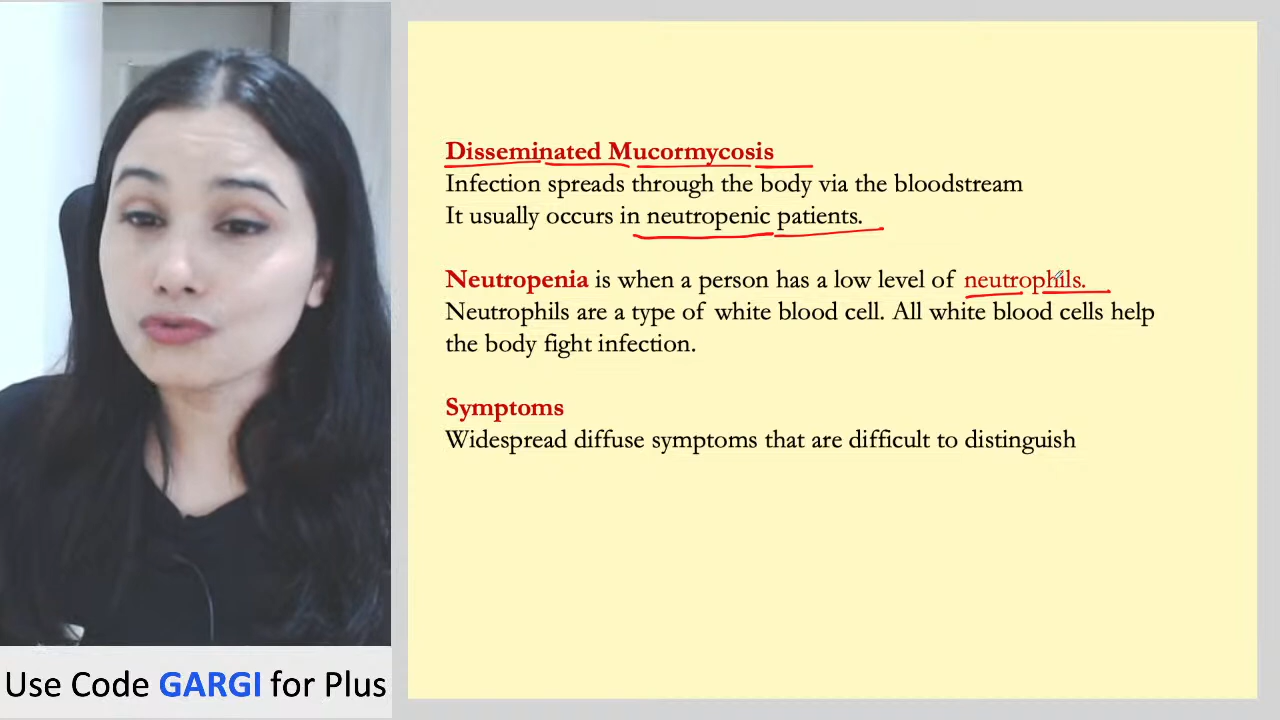 Disseminated Mucormycosis
Infection spreads through the body via the bloodstream
It usually occurs in neutropenic patients.
Neutropenia is when a person has a low level of neutrophils.
Neutrophils are a type of white blood cell. All white blood cells help
the body fight infection.
Symptoms
Widespread diffuse symptoms that are difficult to distinguish
Use Code GARGI for Plus